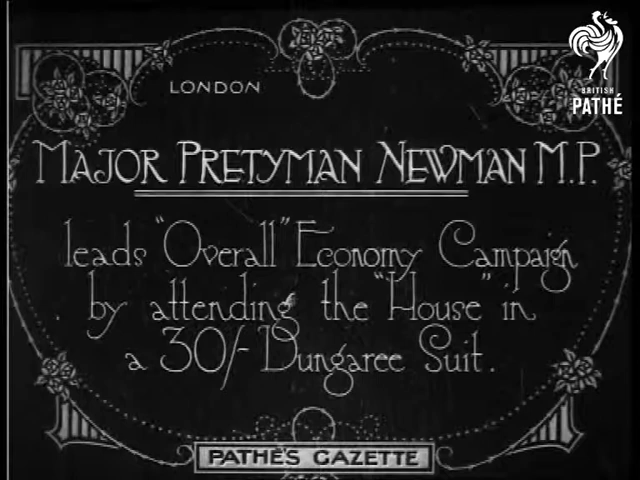 BRITISH
PATHÉ
LONDON
MAJOR PRETYMAN NEWMAN M.P.
leads "Overall" Economy Campaign
by attending the "House" in
a 30/- Dungaree Suit.
PATHE'S GAZETTE